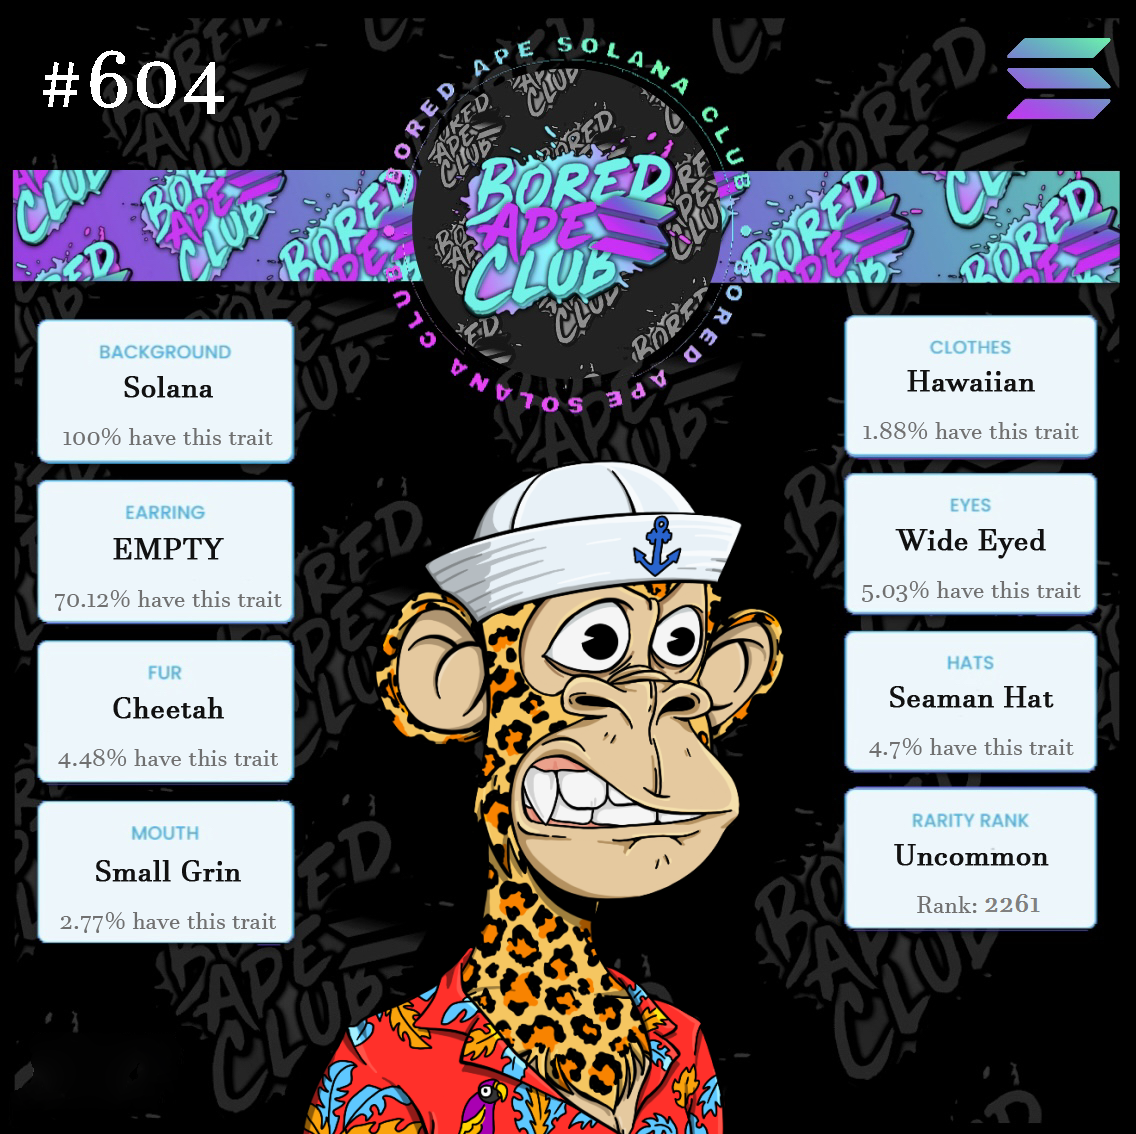 #604
BORED APE SOLANA CLUB
BORED APE SOLANA CLUB
BORED
APE
CLUB
BACKGROUND
Solana
100% have this trait
EARRING
EMPTY
70.12% have this trait
FUR
Cheetah
4.48% have this trait
MOUTH
Small Grin
2.77% have this trait
CLOTHES
Hawaiian
1.88% have this trait
EYES
Wide Eyed
5.03% have this trait
HATS
Seaman Hat
4.7% have this trait
RARITY RANK
Uncommon
Rank: 2261